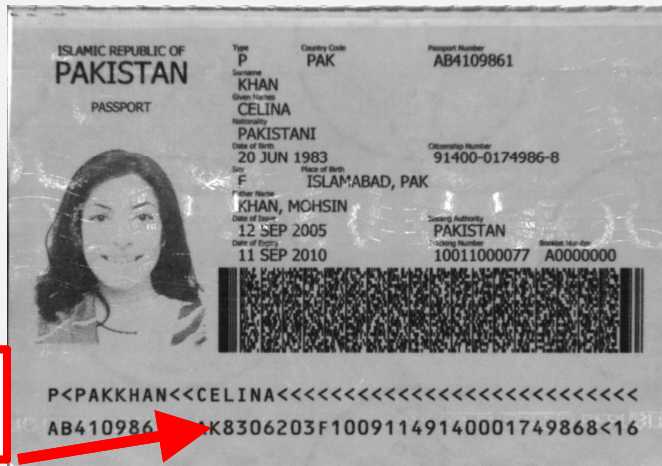 ISLAMIC REPUBLIC OF
PAKISTAN
PASSPORT
Type
P
Country Code
PAK
Passport Number
AB4109861
Surname
KHAN
Given Names
CELINA
Nationality
PAKISTANI
Date of Birth
20 JUN 1983
Citizenship Number
91400-0174986-8
Sex
F
Place of Birth
ISLAMABAD, PAK
Father Name
KHAN, MOHSIN
Date of Issue
12 SEP 2005
Issuing Authority
PAKISTAN
Date of Expiry
11 SEP 2010
Tracking Number
10011000077
Booklet Number
A0000000
P<PAKKHAN<<CELINA<<<<<<<<<<<<<<<<<<<<<<<<<<<
AB410986 AK8306203F10091149140001749868<16